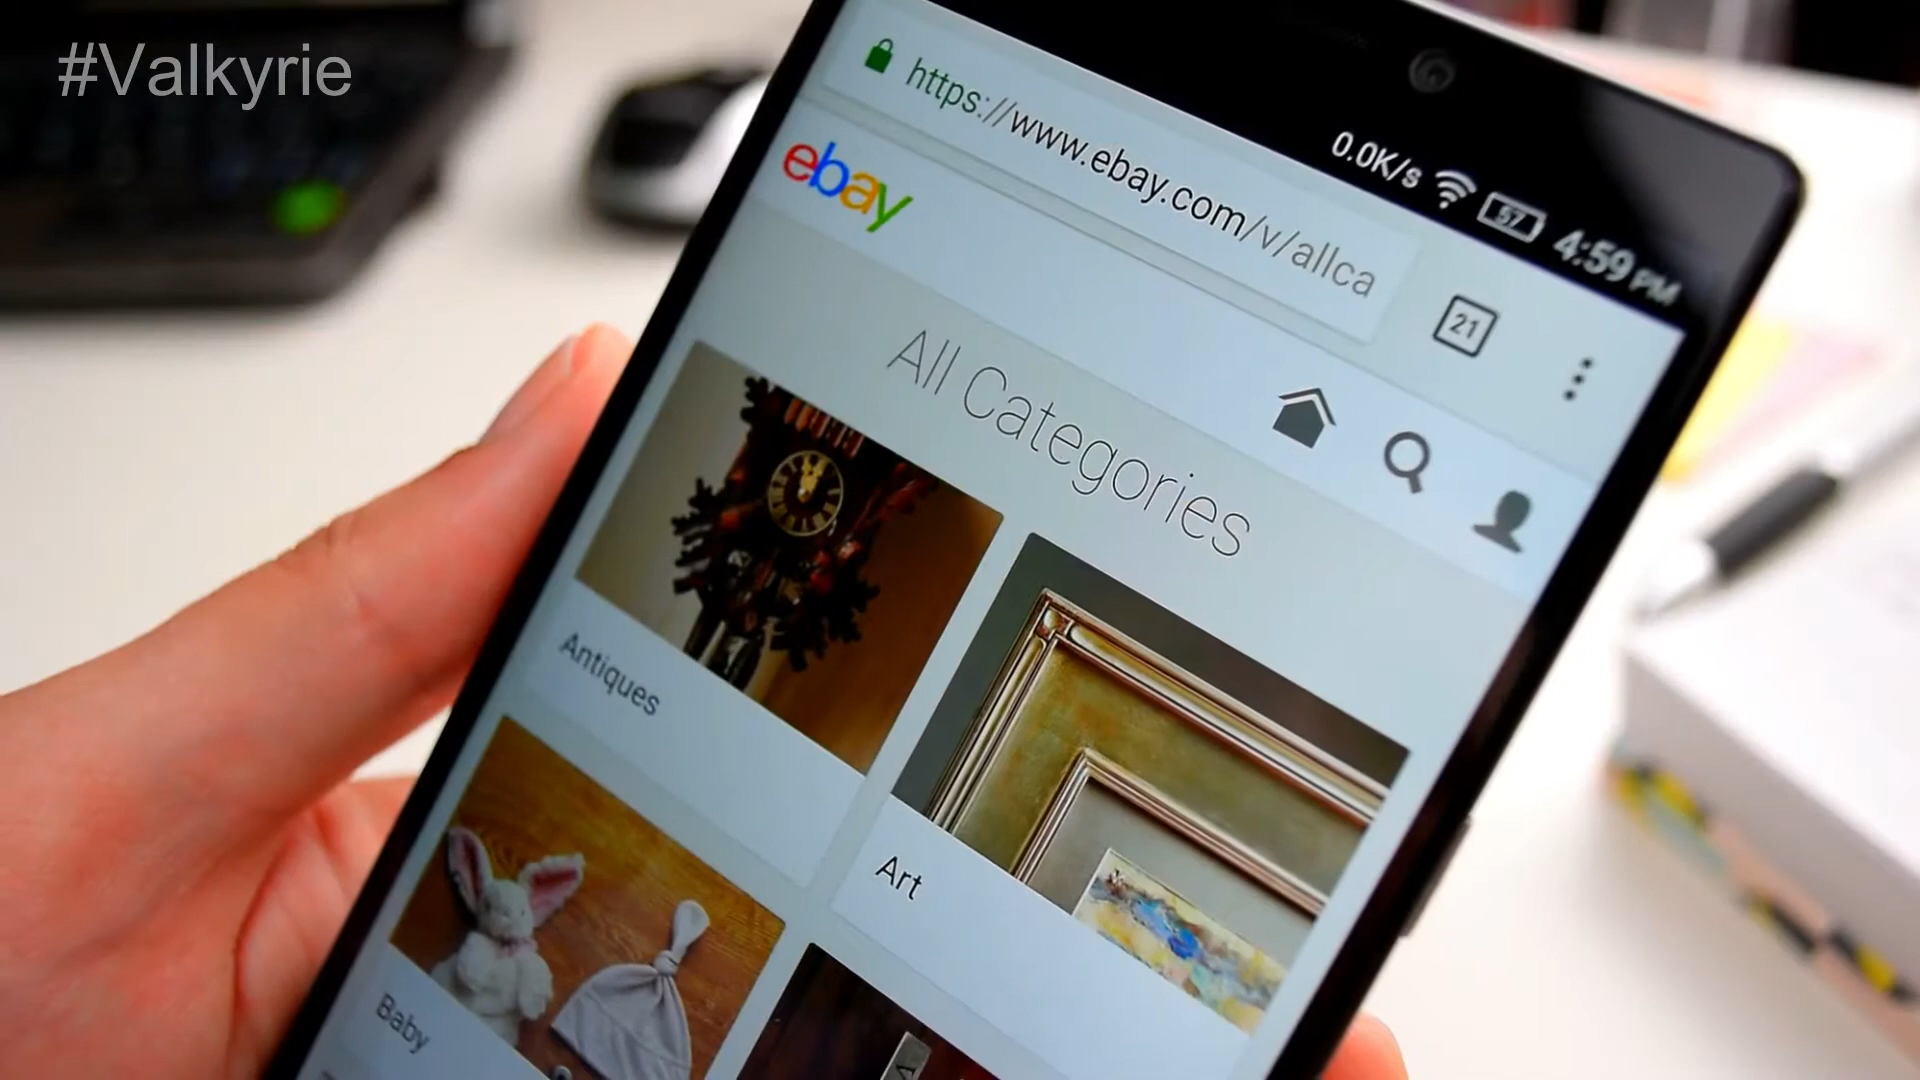 #Valkyrie
0.0K/s 57 4:59 PM
https://www.ebay.com/v/allca
21
ebay
All Categories
Antiques
Art
Baby